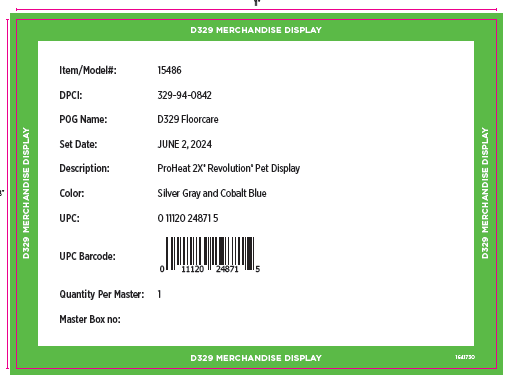 D329 MERCHANDISE DISPLAY
D329 MERCHANDISE DISPLAY
Item/Model#: 15486
DPCI: 329-94-0842
POG Name: D329 Floorcare
Set Date: JUNE 2, 2024
Description: ProHeat 2X® Revolution® Pet Display
Color: Silver Gray and Cobalt Blue
UPC: 0 11120 24871 5
UPC Barcode:
0 11120 24871 5
Quantity Per Master: 1
Master Box no:
D329 MERCHANDISE DISPLAY
D329 MERCHANDISE DISPLAY